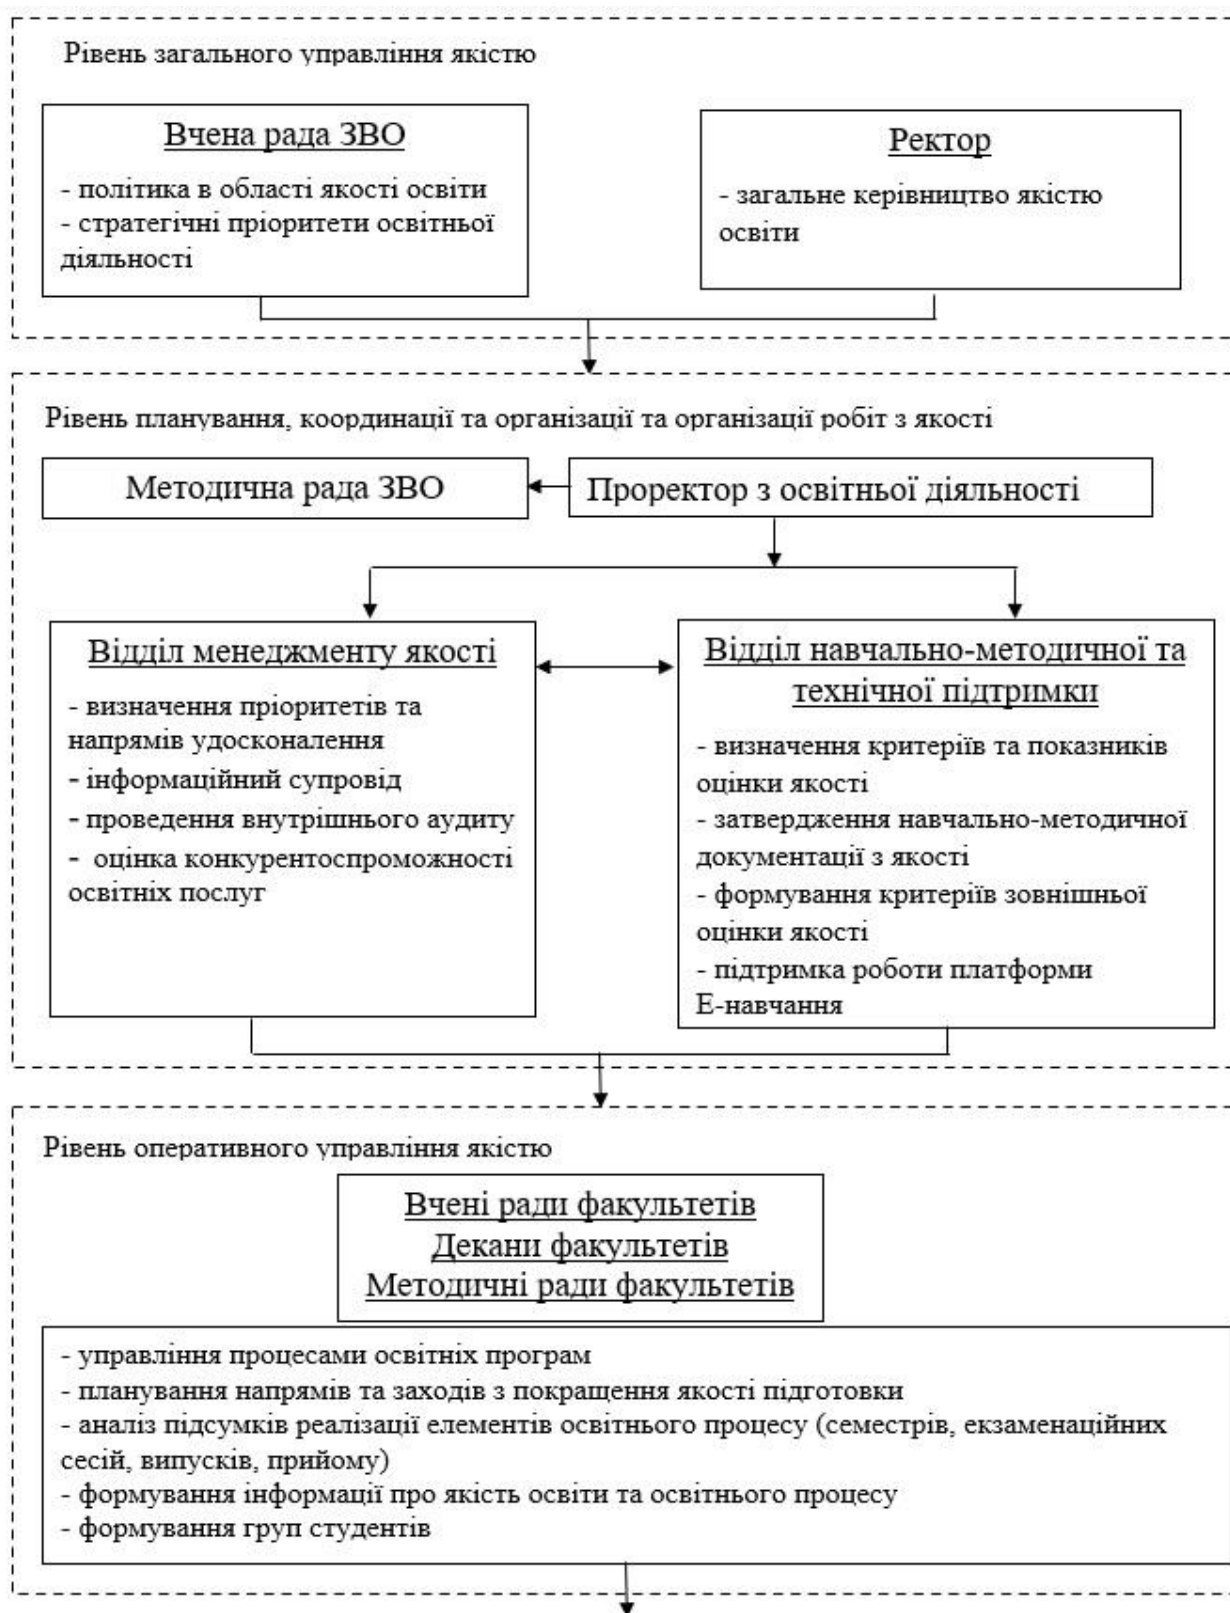 Рівень загального управління якістю
Вчена рада ЗВО
- політика в області якості освіти
- стратегічні пріоритети освітньої
діяльності
Ректор
- загальне керівництво якістю
освіти
Рівень планування, координації та організації та організації робіт з якості
Методична рада ЗВО
Проректор з освітньої діяльності
Відділ менеджменту якості
- визначення пріоритетів та
напрямів удосконалення
- інформаційний супровід
- проведення внутрішнього аудиту
- оцінка конкурентоспроможності
освітніх послуг
Відділ навчально-методичної та
технічної підтримки
- визначення критеріїв та показників
оцінки якості
- затвердження навчально-методичної
документації з якості
- формування критеріїв зовнішньої
оцінки якості
- підтримка роботи платформи
Е-навчання
Рівень оперативного управління якістю
Вчені ради факультетів
Декани факультетів
Методичні ради факультетів
- управління процесами освітніх програм
- планування напрямів та заходів з покращення якості підготовки
- аналіз підсумків реалізації елементів освітнього процесу (семестрів, екзаменаційних
сесій, випусків, прийому)
- формування інформації про якість освіти та освітнього процесу
- формування груп студентів